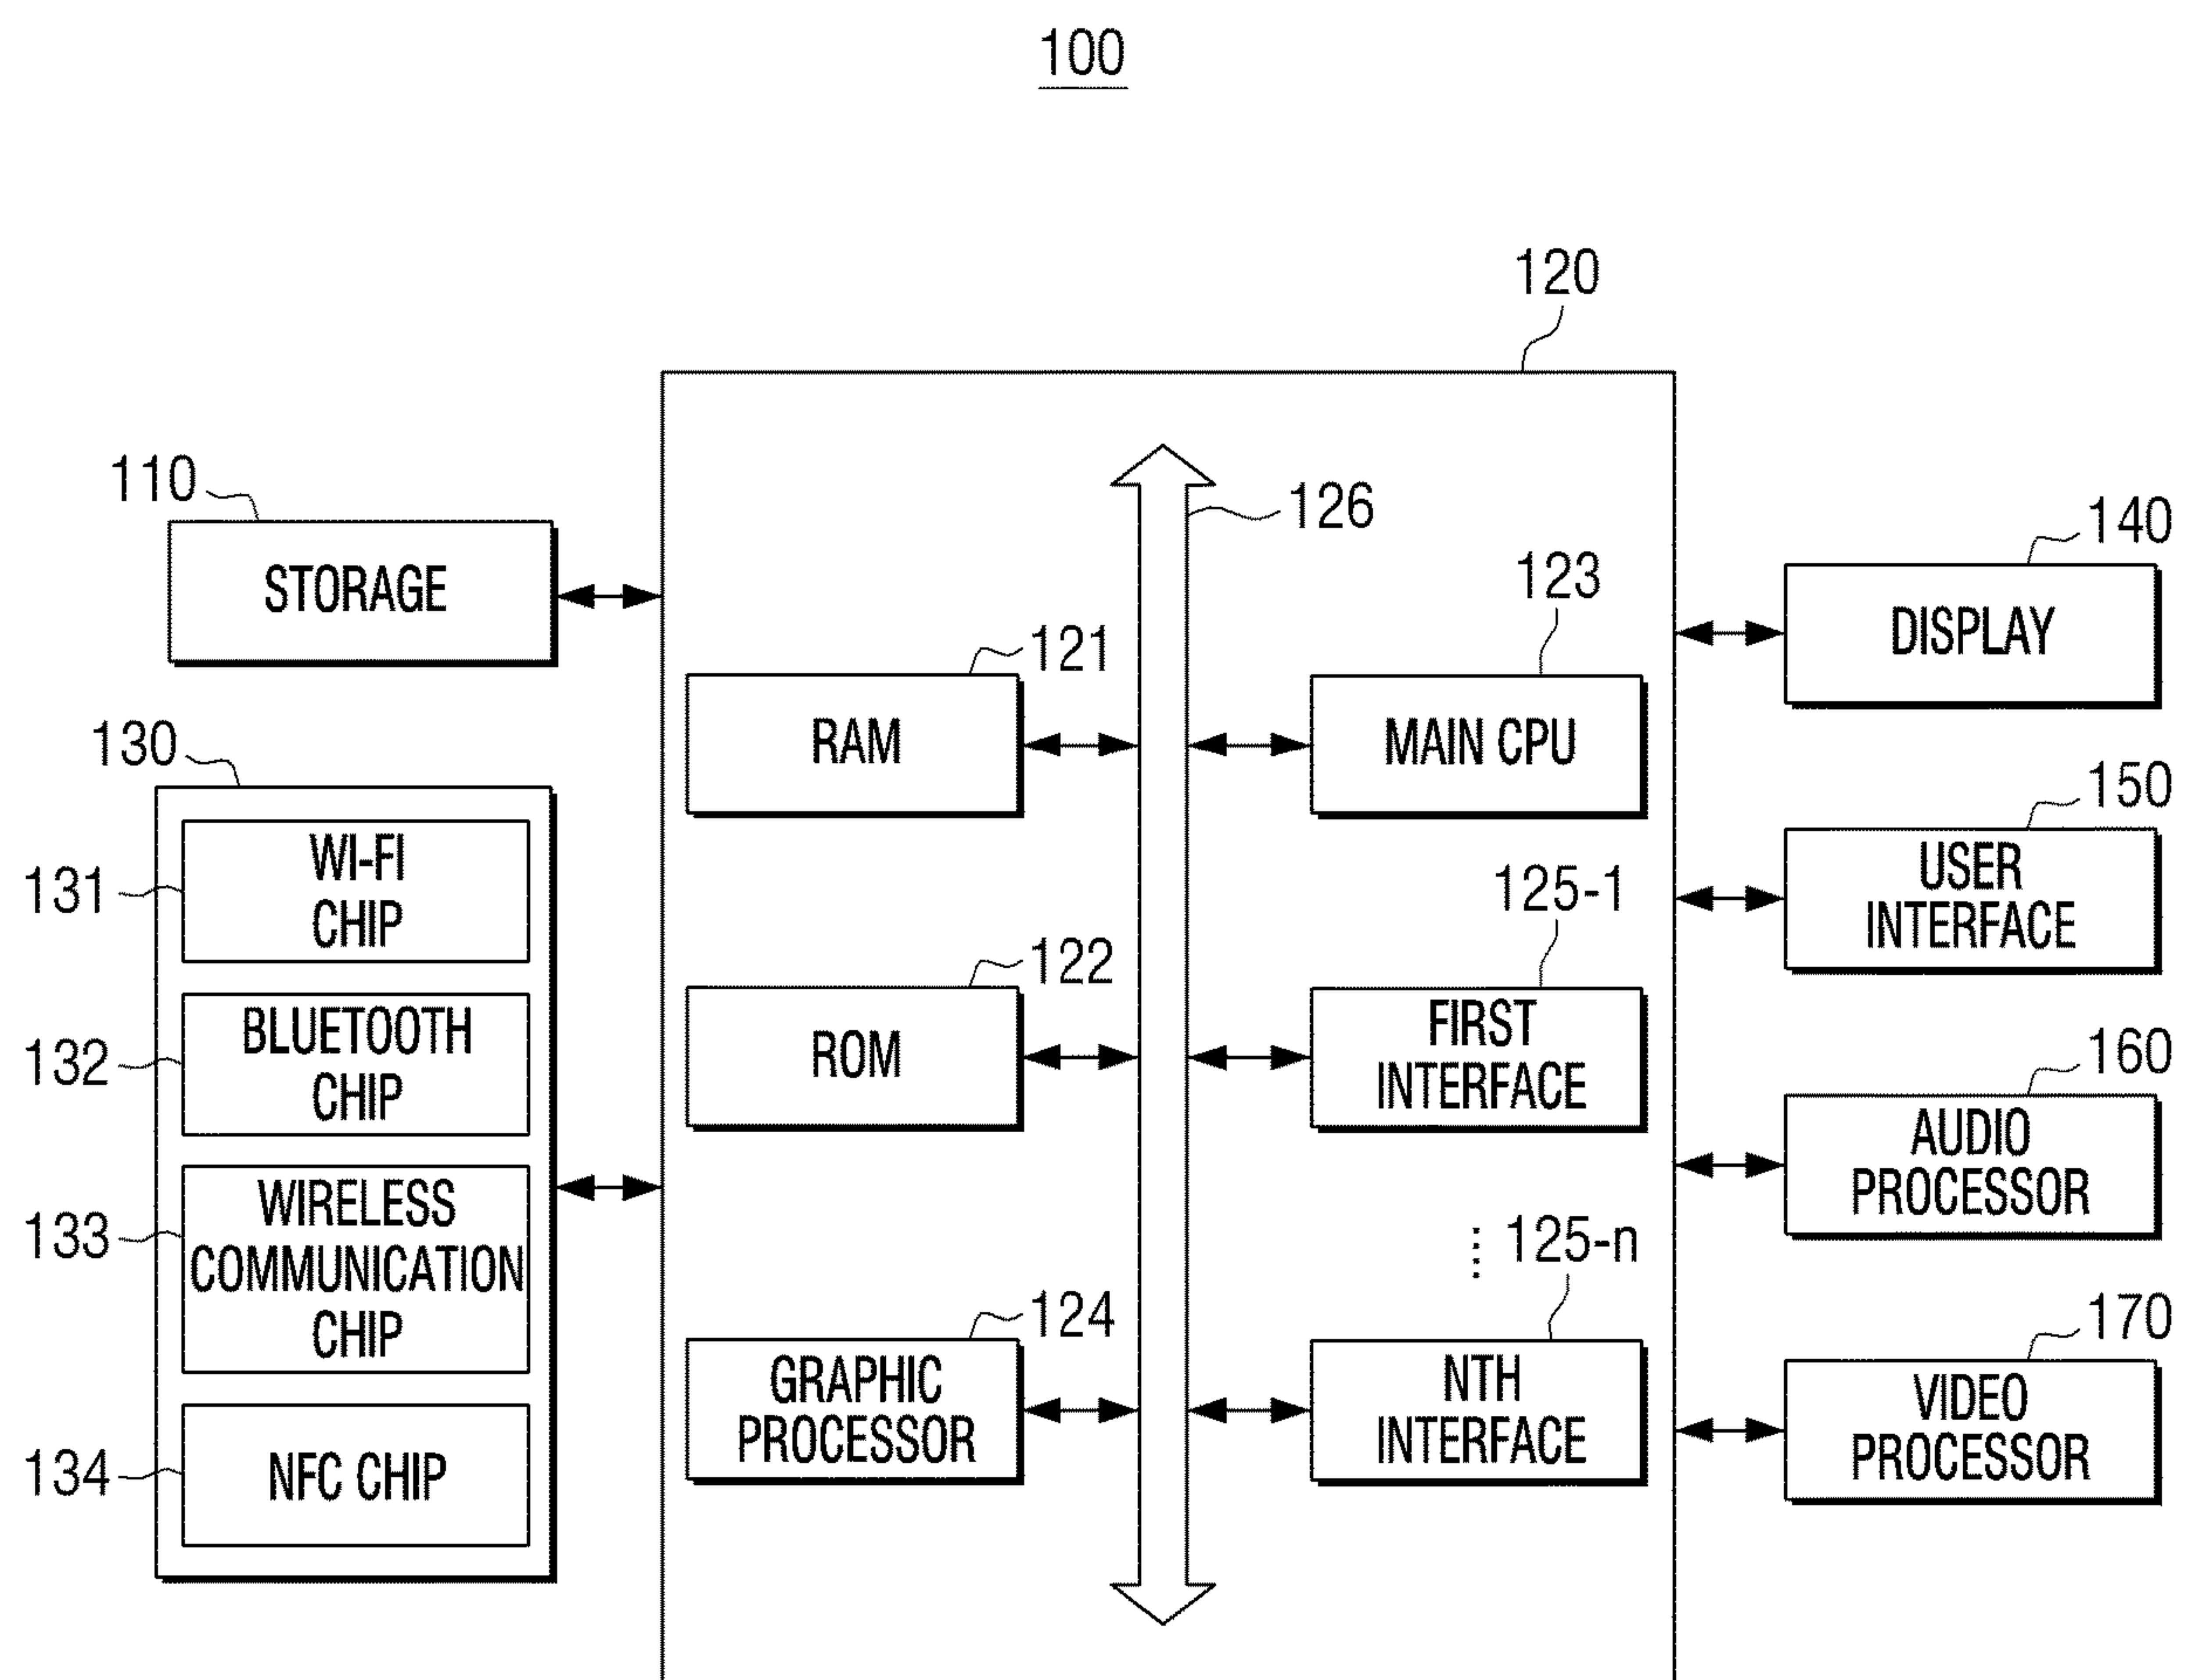 100
120
110
STORAGE
126
140
DISPLAY
121
RAM
123
MAIN CPU
130
131
WI-FI
CHIP
132
BLUETOOTH
CHIP
133
WIRELESS
COMMUNICATION
CHIP
134
NFC CHIP
122
ROM
125-1
FIRST
INTERFACE
124
GRAPHIC
PROCESSOR
⋮ 125-n
NTH
INTERFACE
150
USER
INTERFACE
160
AUDIO
PROCESSOR
170
VIDEO
PROCESSOR